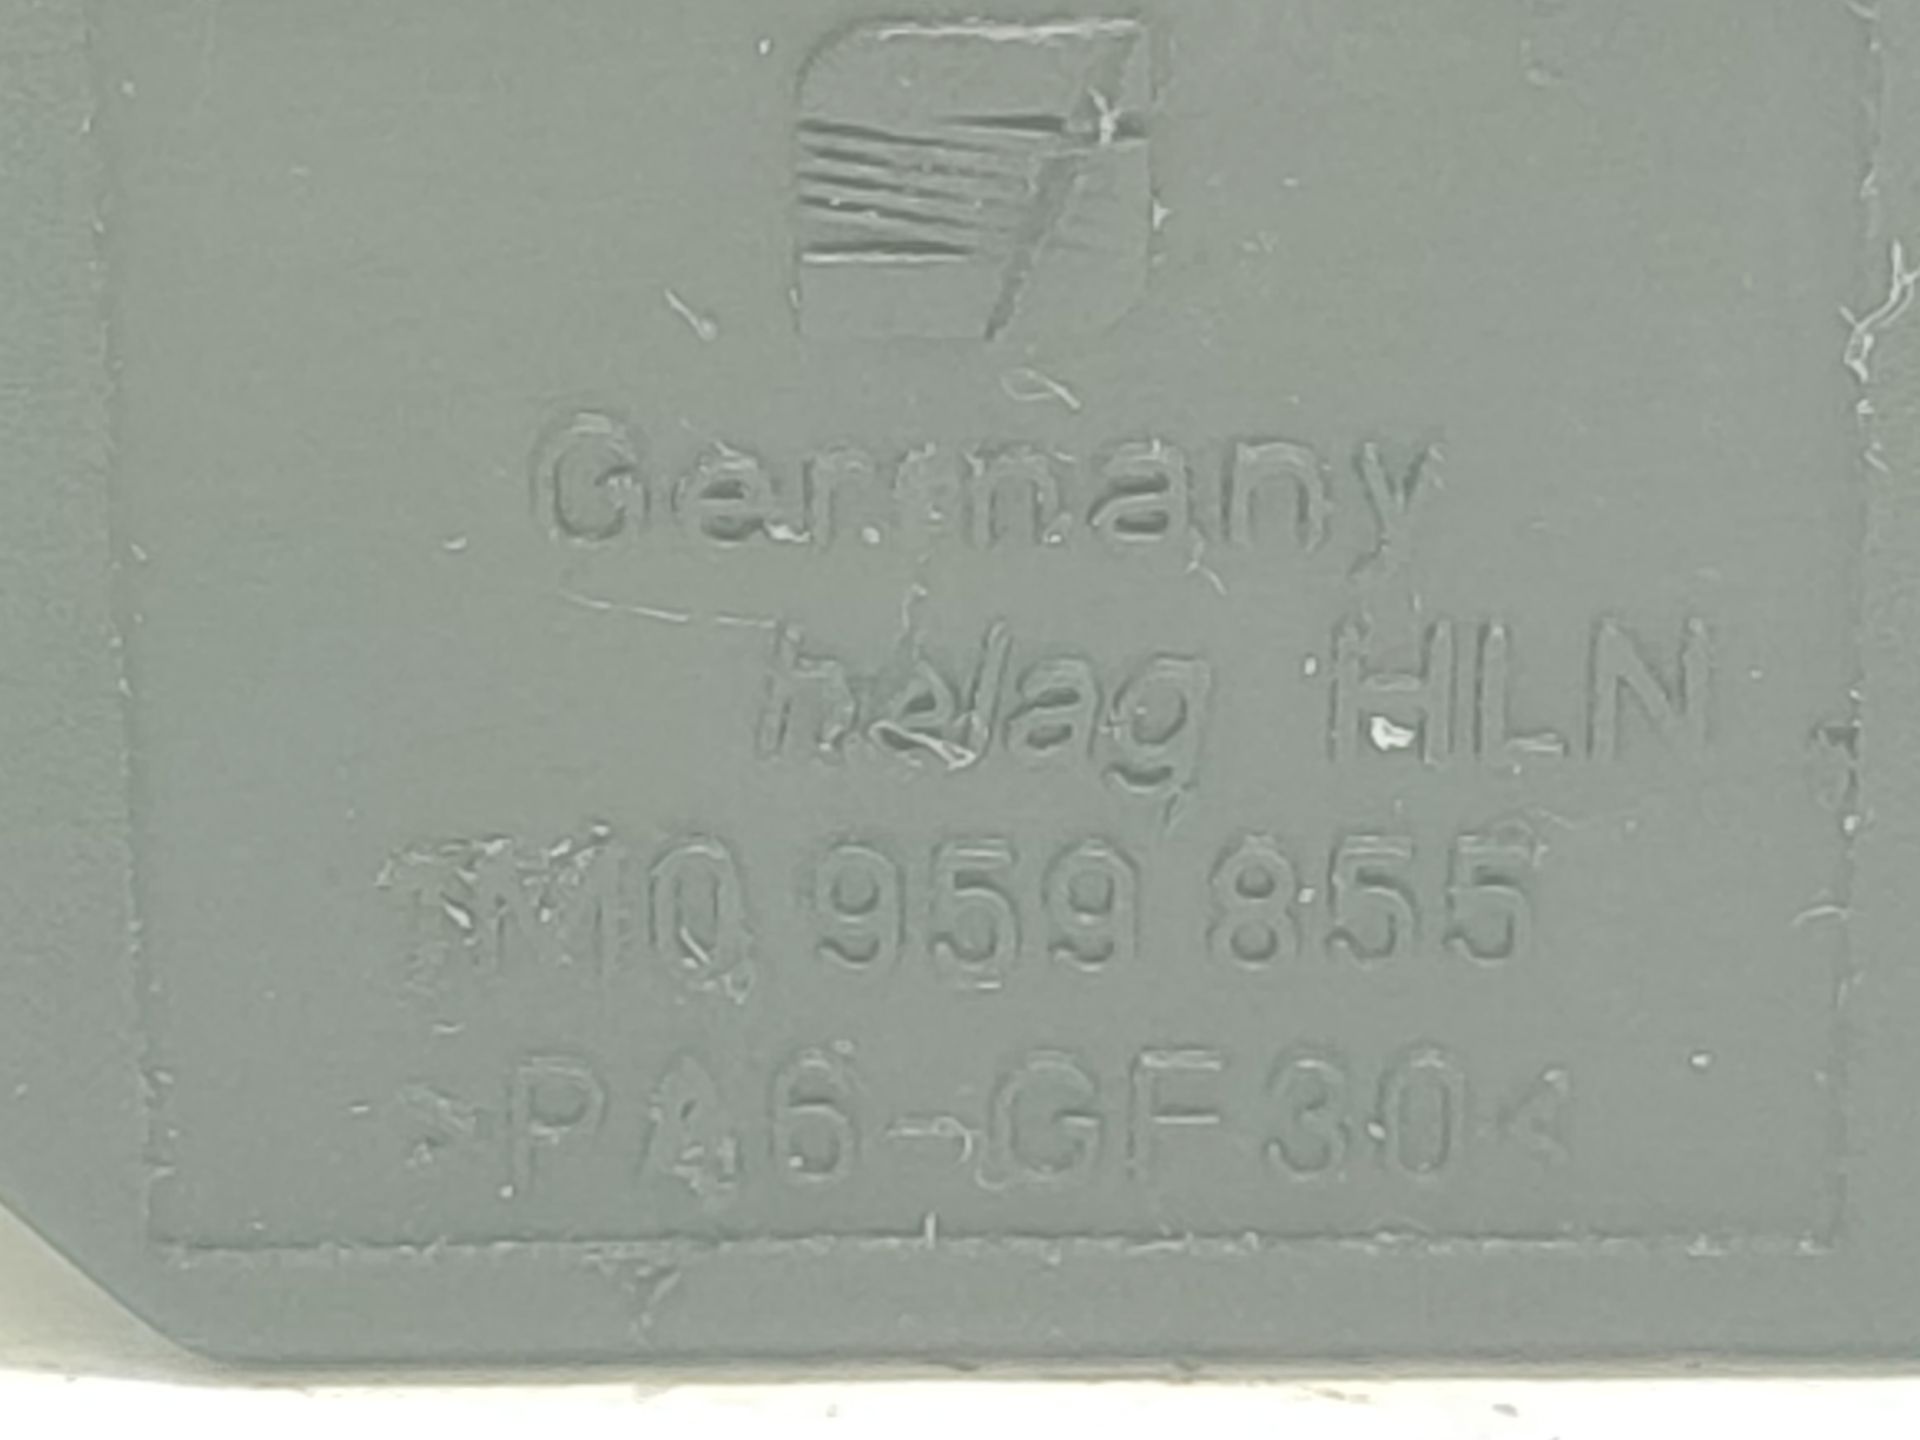 Germany
helag HLN
1M0 959 855
>PA6-GF30<